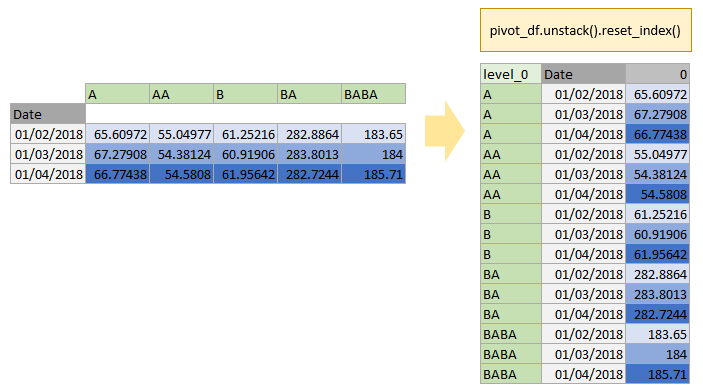 pivot_df.unstack().reset_index()
A AA B BA BABA
Date
01/02/2018 65.60972 55.04977 61.25216 282.8864 183.65
01/03/2018 67.27908 54.38124 60.91906 283.8013 184
01/04/2018 66.77438 54.5808 61.95642 282.7244 185.71
level_0 Date 0
A 01/02/2018 65.60972
A 01/03/2018 67.27908
A 01/04/2018 66.77438
AA 01/02/2018 55.04977
AA 01/03/2018 54.38124
AA 01/04/2018 54.5808
B 01/02/2018 61.25216
B 01/03/2018 60.91906
B 01/04/2018 61.95642
BA 01/02/2018 282.8864
BA 01/03/2018 283.8013
BA 01/04/2018 282.7244
BABA 01/02/2018 183.65
BABA 01/03/2018 184
BABA 01/04/2018 185.71